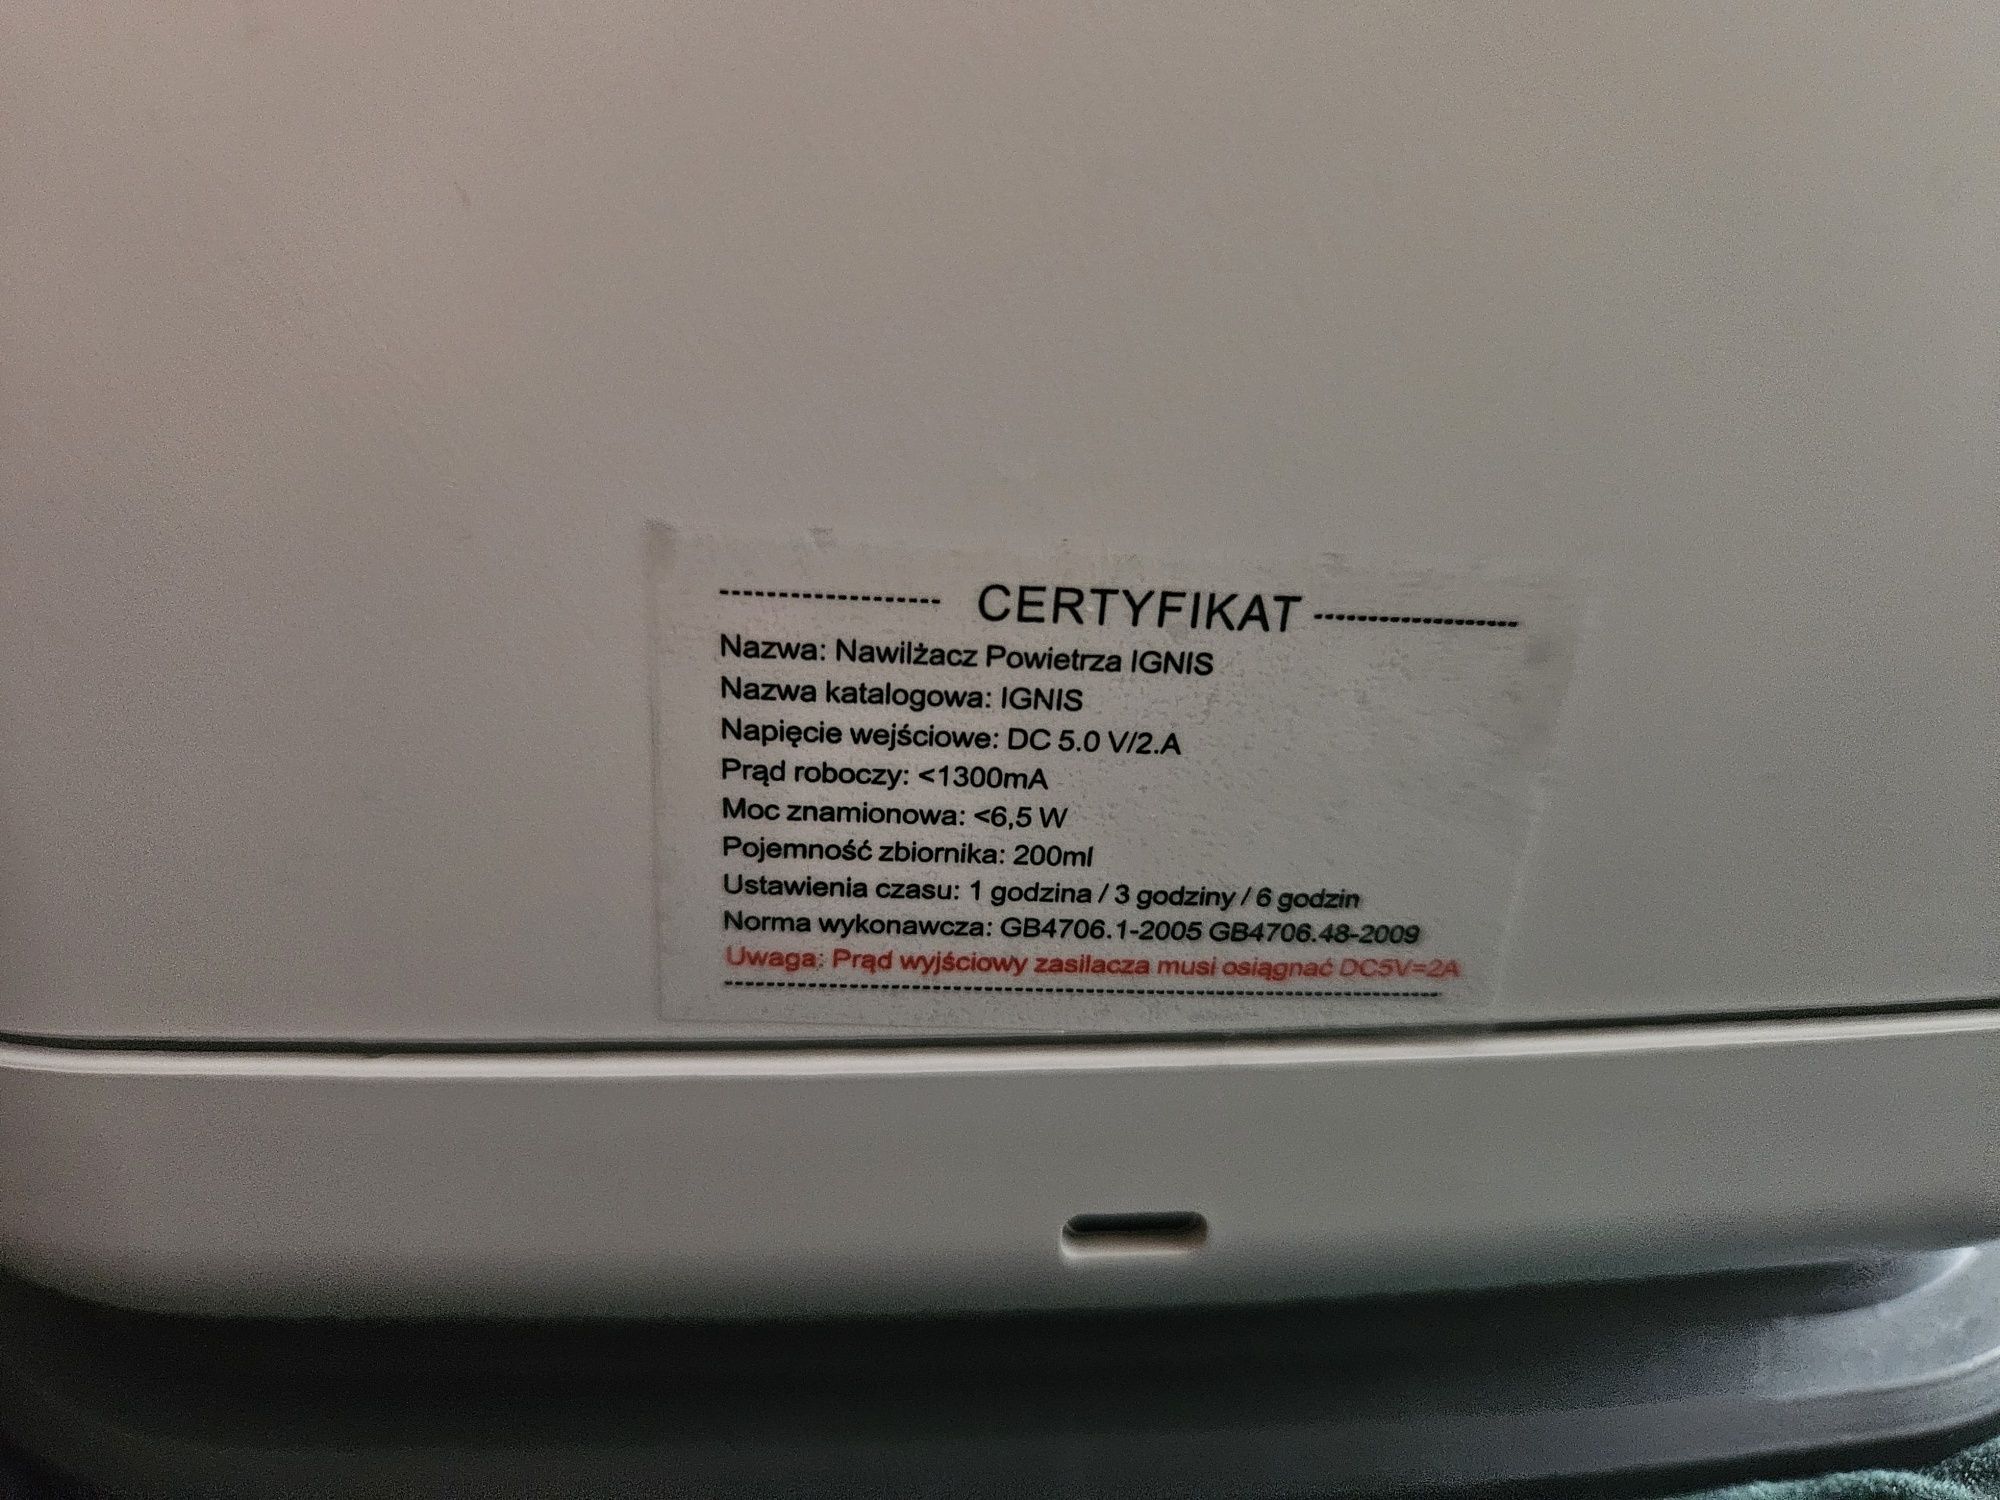 ------------------- CERTYFIKAT ------------------
Nazwa: Nawilżacz Powietrza IGNIS
Nazwa katalogowa: IGNIS
Napięcie wejściowe: DC 5.0 V/2.A
Prąd roboczy: <1300mA
Moc znamionowa: <6,5 W
Pojemność zbiornika: 200ml
Ustawienia czasu: 1 godzina / 3 godziny / 6 godzin
Norma wykonawcza: GB4706.1-2005 GB4706.48-2009
Uwaga: Prąd wyjściowy zasilacza musi osiągnać DC5V=2A